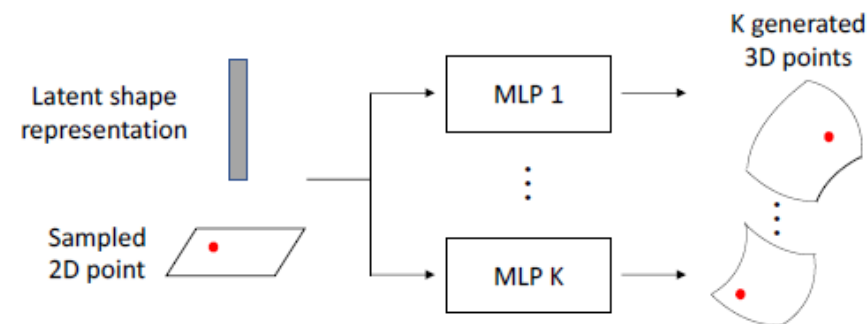 K generated
3D points
Latent shape
representation
MLP 1
Sampled
2D point
MLP K